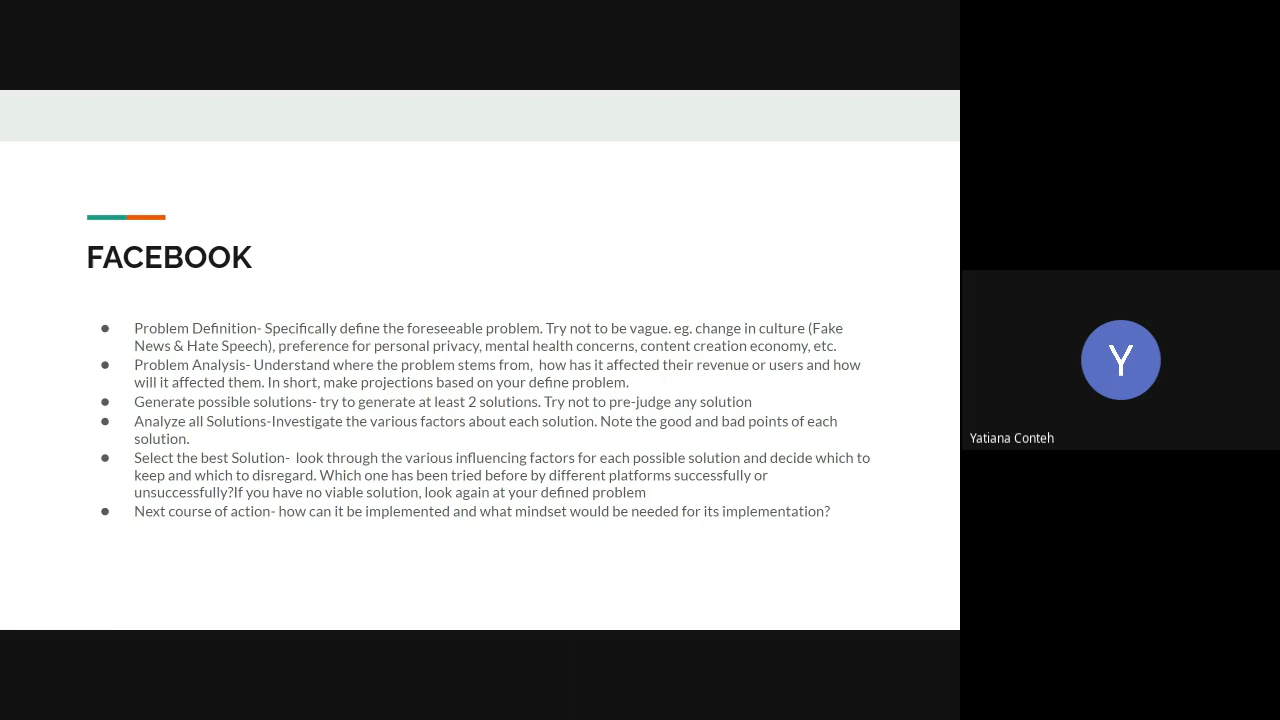 FACEBOOK
● Problem Definition- Specifically define the foreseeable problem. Try not to be vague. eg. change in culture (Fake
News & Hate Speech), preference for personal privacy, mental health concerns, content creation economy, etc.
● Problem Analysis- Understand where the problem stems from,  how has it affected their revenue or users and how
will it affected them. In short, make projections based on your define problem.
● Generate possible solutions- try to generate at least 2 solutions. Try not to pre-judge any solution
● Analyze all Solutions-Investigate the various factors about each solution. Note the good and bad points of each
solution.
● Select the best Solution-  look through the various influencing factors for each possible solution and decide which to
keep and which to disregard. Which one has been tried before by different platforms successfully or
unsuccessfully?If you have no viable solution, look again at your defined problem
● Next course of action- how can it be implemented and what mindset would be needed for its implementation?
Y
Yatiana Conteh